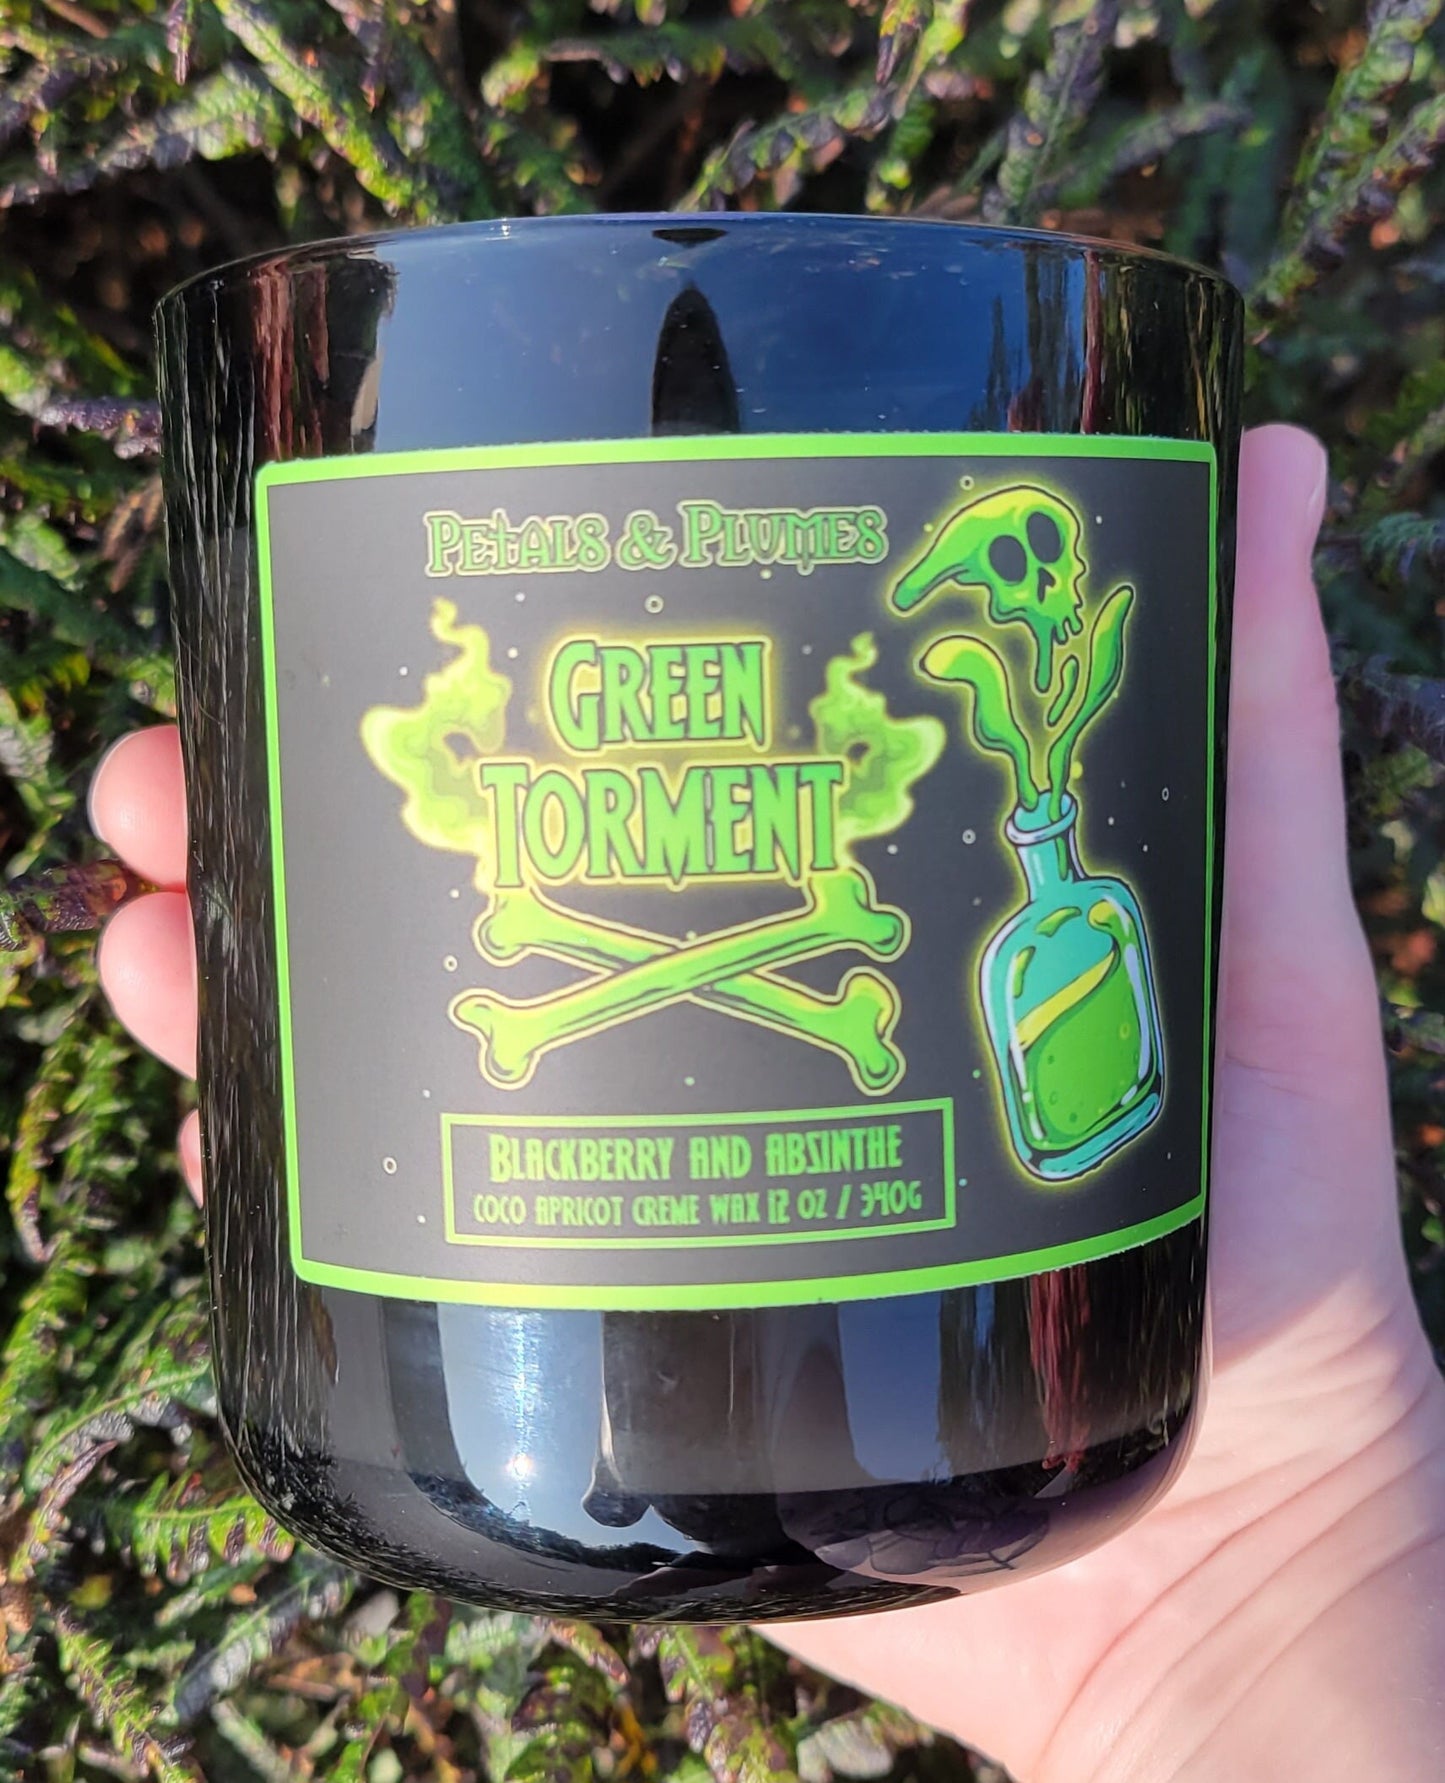 Petals & Plumes
Green
Torment
Blackberry and Absinthe
Coco Apricot Creme Wax 12 oz / 340g